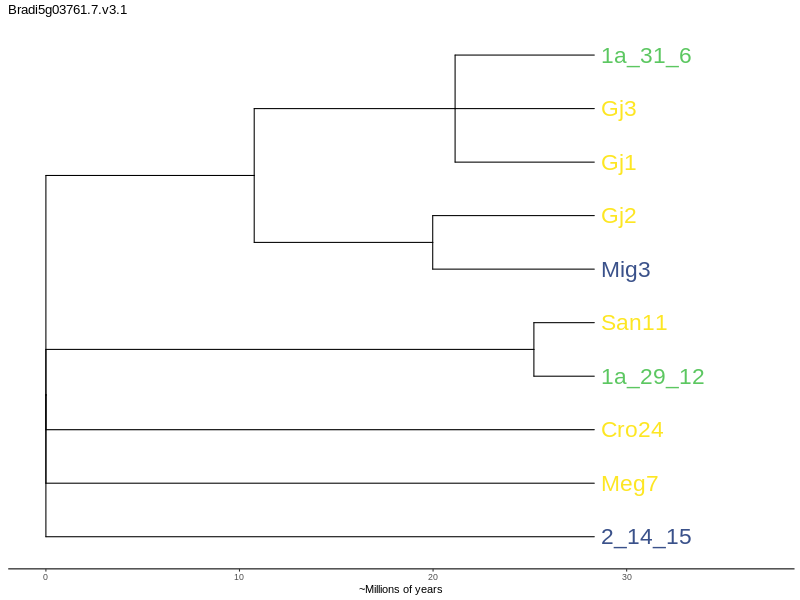 Bradi5g03761.7.v3.1
1a_31_6
Gj3
Gj1
Gj2
Mig3
San11
1a_29_12
Cro24
Meg7
2_14_15
0 10 20 30
~Millions of years